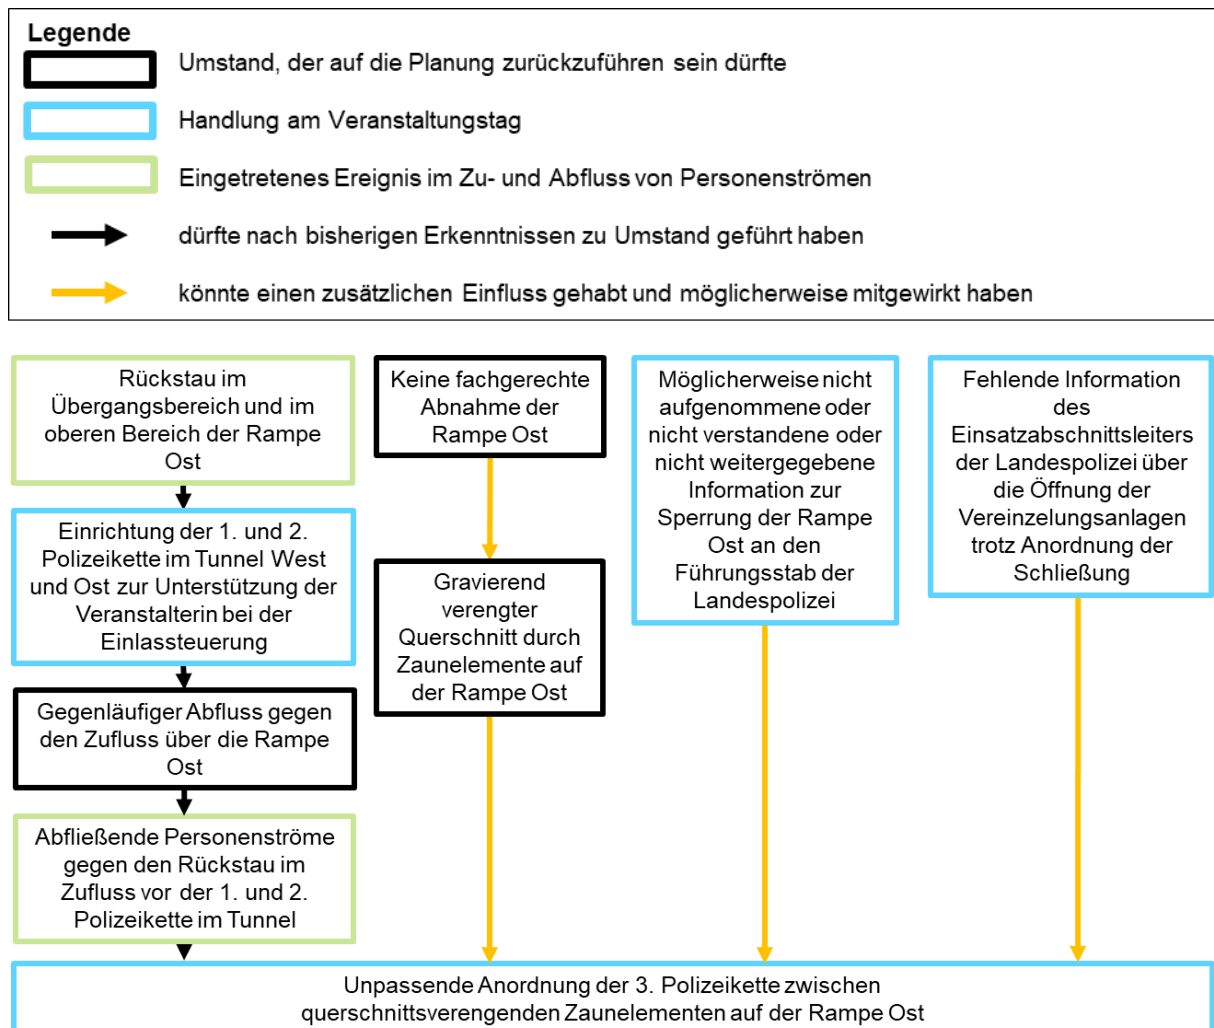 Legende
Umstand, der auf die Planung zurückzuführen sein dürfte
Handlung am Veranstaltungstag
Eingetretenes Ereignis im Zu- und Abfluss von Personenströmen
dürfte nach bisherigen Erkenntnissen zu Umstand geführt haben
könnte einen zusätzlichen Einfluss gehabt und möglicherweise mitgewirkt haben
Rückstau im
Übergangsbereich und im
oberen Bereich der Rampe
Ost
Einrichtung der 1. und 2.
Polizeikette im Tunnel West
und Ost zur Unterstützung der
Veranstalterin bei der
Einlassteuerung
Gegenläufiger Abfluss gegen
den Zufluss über die Rampe
Ost
Abfließende Personenströme
gegen den Rückstau im
Zufluss vor der 1. und 2.
Polizeikette im Tunnel
Keine fachgerechte
Abnahme der
Rampe Ost
Gravierend
verengter
Querschnitt durch
Zaunelemente auf
der Rampe Ost
Möglicherweise nicht
aufgenommene oder
nicht verstandene oder
nicht weitergegebene
Information zur
Sperrung der Rampe
Ost an den
Führungsstab der
Landespolizei
Fehlende Information
des
Einsatzabschnittsleiters
der Landespolizei über
die Öffnung der
Vereinzelungsanlagen
trotz Anordnung der
Schließung
Unpassende Anordnung der 3. Polizeikette zwischen
querschnittsverengenden Zaunelementen auf der Rampe Ost